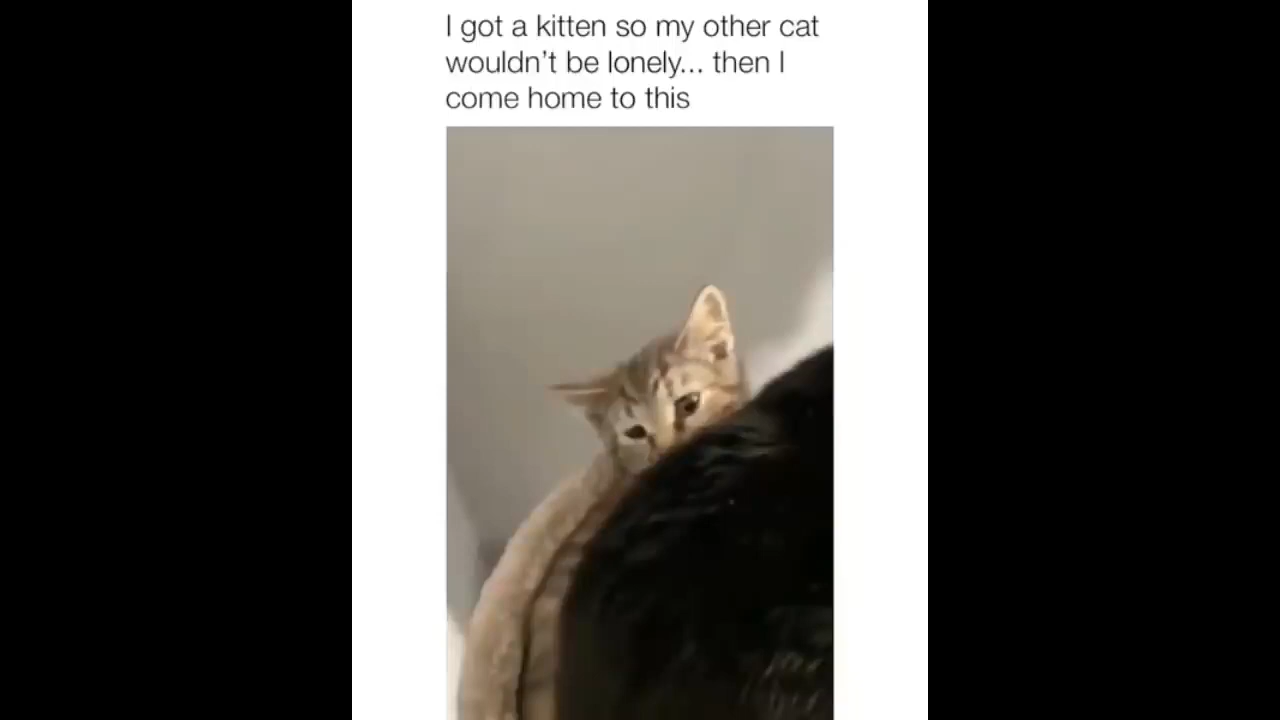 I got a kitten so my other cat
wouldn’t be lonely... then I
come home to this